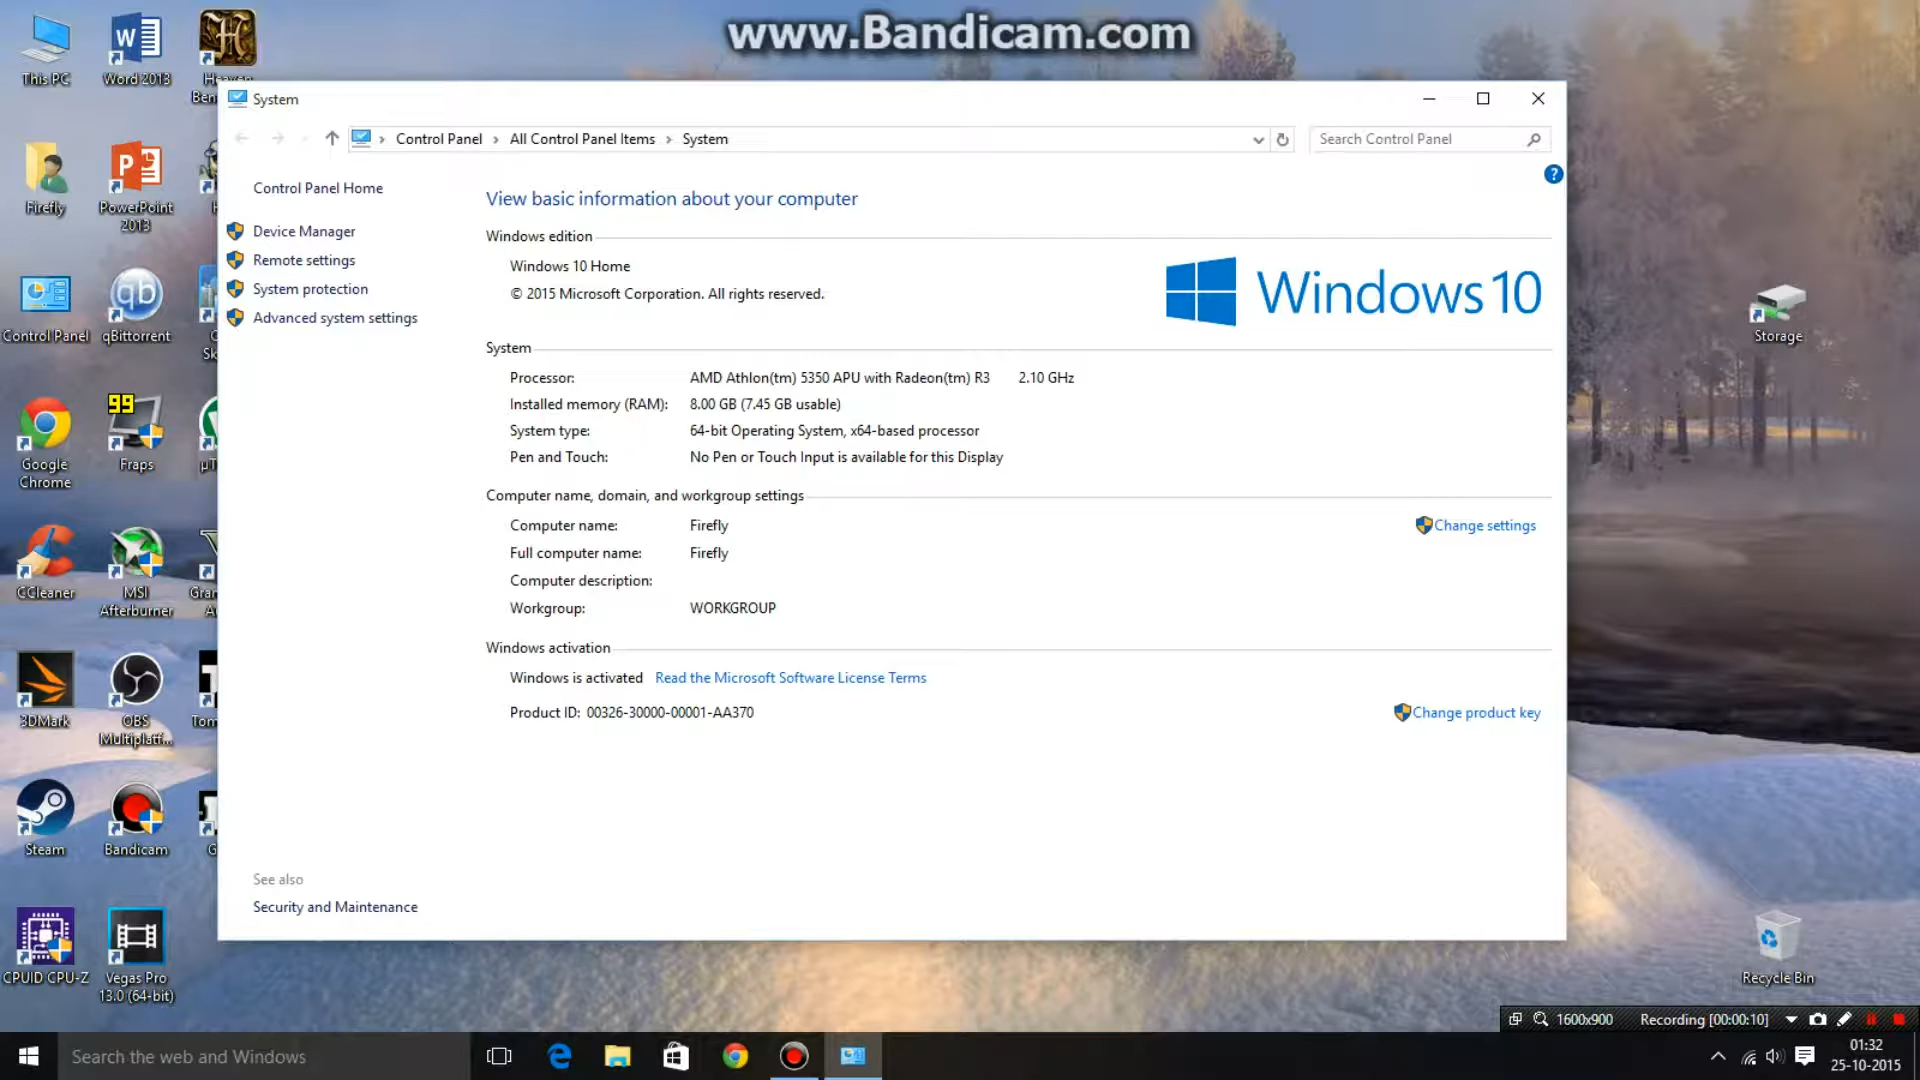 www.Bandicam.com
This PC
Word 2013
Heaven
Ben
System
Control Panel
All Control Panel Items
System
Search Control Panel
Firefly
PowerPoint
2013
Control Panel Home
Device Manager
Remote settings
System protection
Advanced system settings
View basic information about your computer
Windows edition
Windows 10 Home
© 2015 Microsoft Corporation. All rights reserved.
Windows 10
System
Processor: AMD Athlon(tm) 5350 APU with Radeon(tm) R3 2.10 GHz
Installed memory (RAM): 8.00 GB (7.45 GB usable)
System type: 64-bit Operating System, x64-based processor
Pen and Touch: No Pen or Touch Input is available for this Display
Computer name, domain, and workgroup settings
Computer name: Firefly
Change settings
Full computer name: Firefly
Computer description:
Workgroup: WORKGROUP
Windows activation
Windows is activated Read the Microsoft Software License Terms
Product ID: 00326-30000-00001-AA370
Change product key
See also
Security and Maintenance
Control Panel
qb
qBittorrent
Sk
Storage
Google
Chrome
99
Fraps
μT
CCleaner
MSI
Afterburner
Gran
A
3DMark
OBS
Multiplatf...
Tom
Steam
Bandicam
G
CPUID CPU-Z
Vegas Pro
13.0 (64-bit)
Recycle Bin
1600x900
Recording [00:00:10]
Search the web and Windows
01:32
25-10-2015